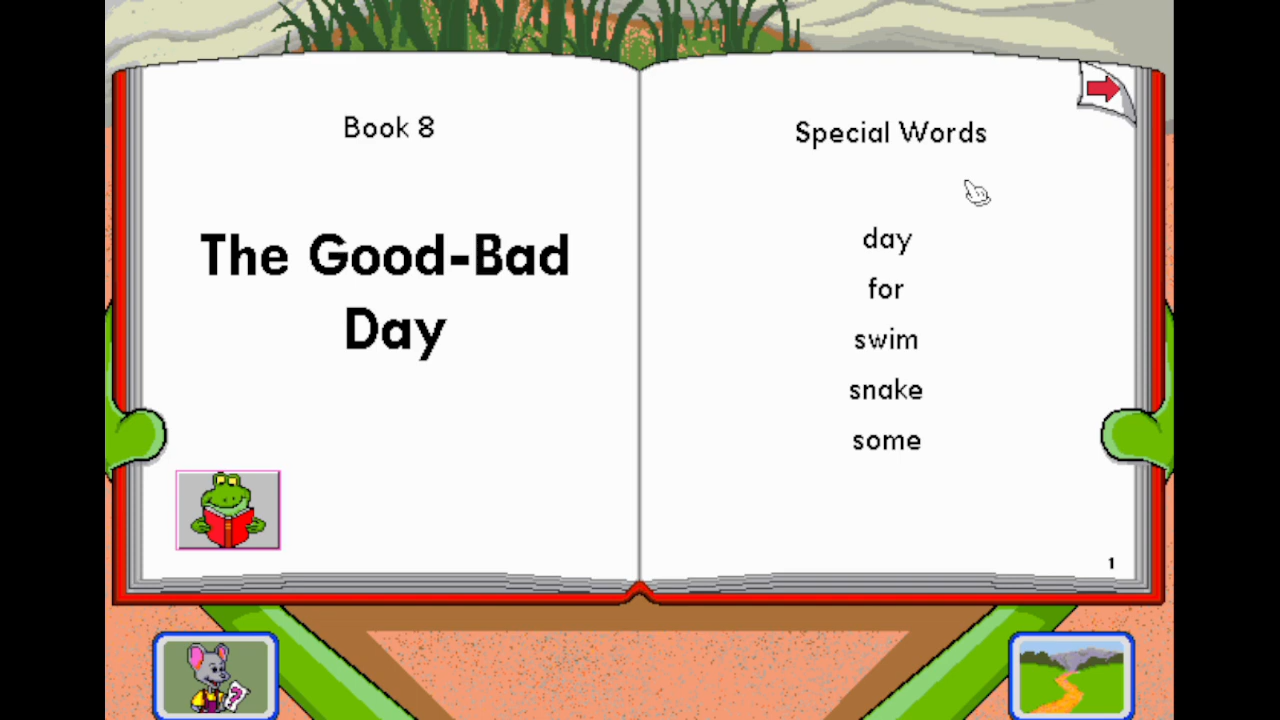 Book 8
The Good-Bad
Day
Special Words
day
for
swim
snake
some
1